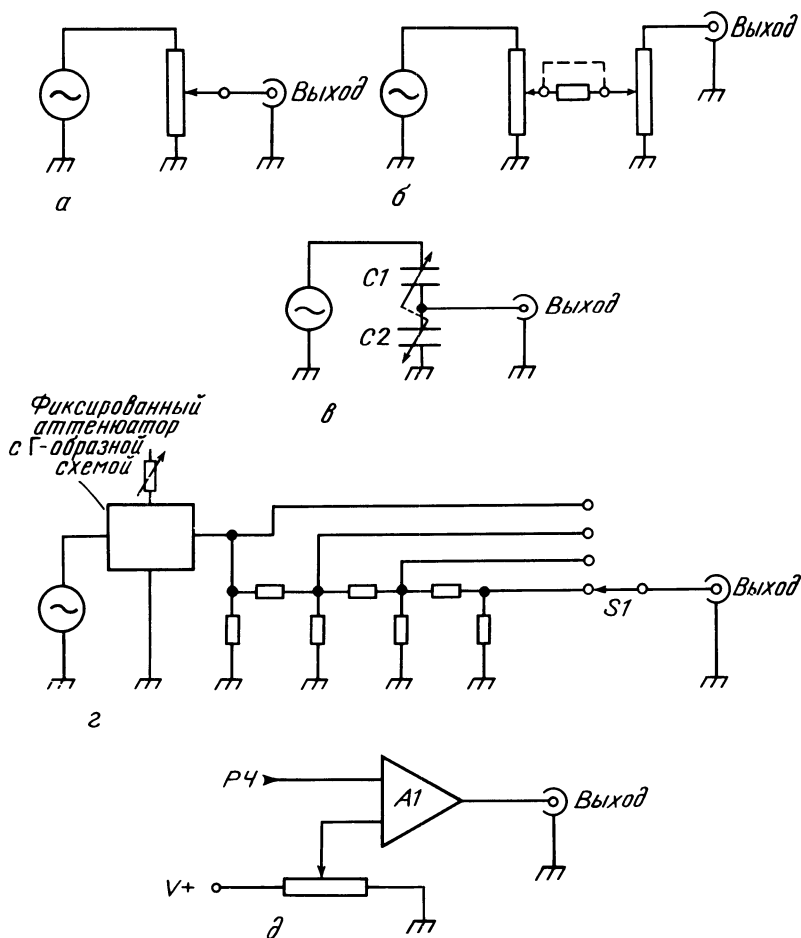 Выход
Выход
а
б
C1
C2
Выход
в
Фиксированный
аттенюатор
с Г-образной
схемой
S1
Выход
г
РЧ
A1
Выход
V+
д